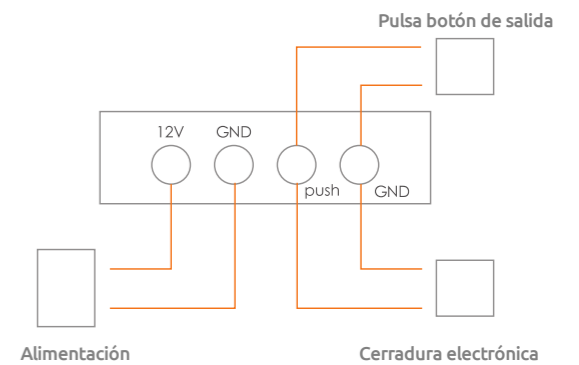 Pulsa botón de salida
12V GND
push GND
Alimentación Cerradura electrónica